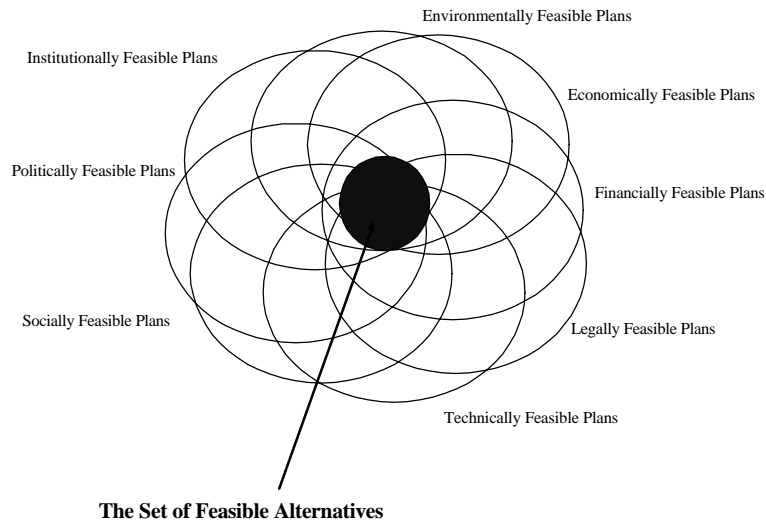 Environmentally Feasible Plans
Institutionally Feasible Plans
Economically Feasible Plans
Politically Feasible Plans
Financially Feasible Plans
Socially Feasible Plans
Legally Feasible Plans
Technically Feasible Plans
The Set of Feasible Alternatives